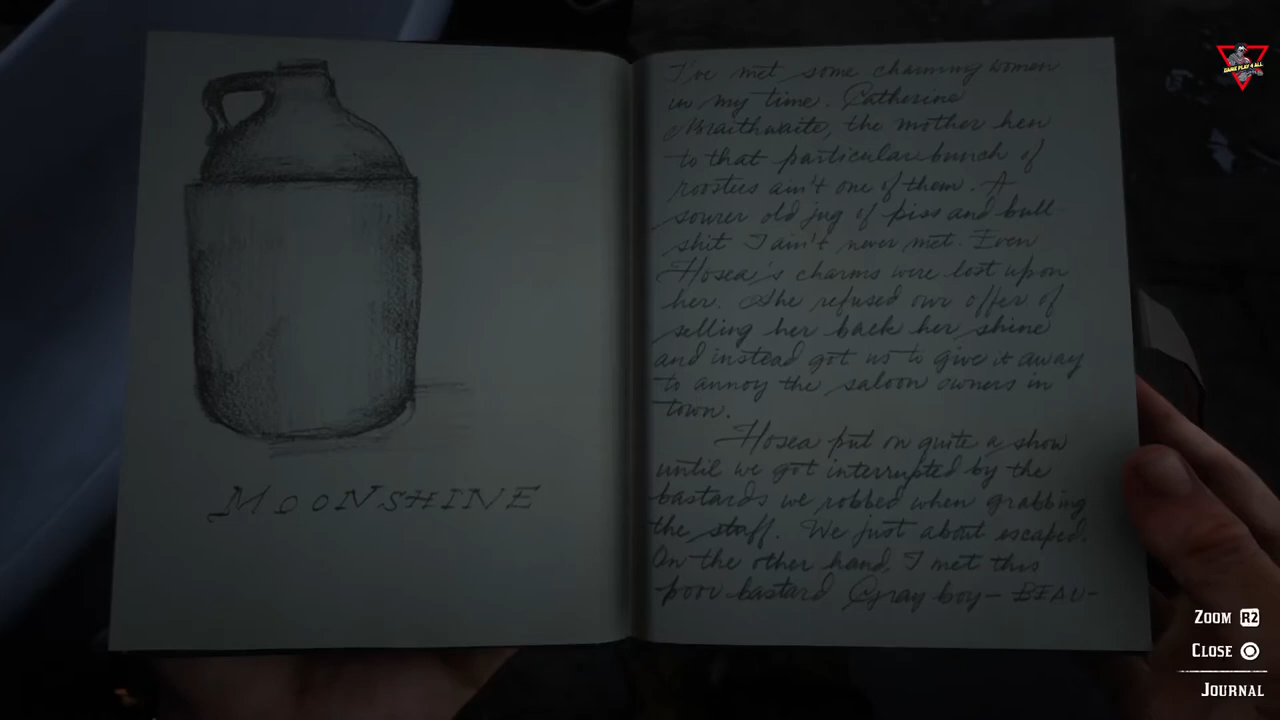 GAME PLAY 4 ALL
I've met some charming women
in my time. Catherine
Braithwaite, the mother hen
to that particular bunch of
roosters ain't one of them. A
sourer old jug of piss and bull-
shit I ain't never met. Even
Hosea's charms were lost upon
her. She refused our offer of
selling her back her shine
and instead got us to give it away
to annoy the saloon owners in
town.
Hosea put on quite a show
until we got interrupted by the
bastards we robbed when grabbing
the stuff. We just about escaped.
On the other hand, I met this
poor bastard Gray boy - BEAU -
MOONSHINE
ZOOM R2
CLOSE
JOURNAL